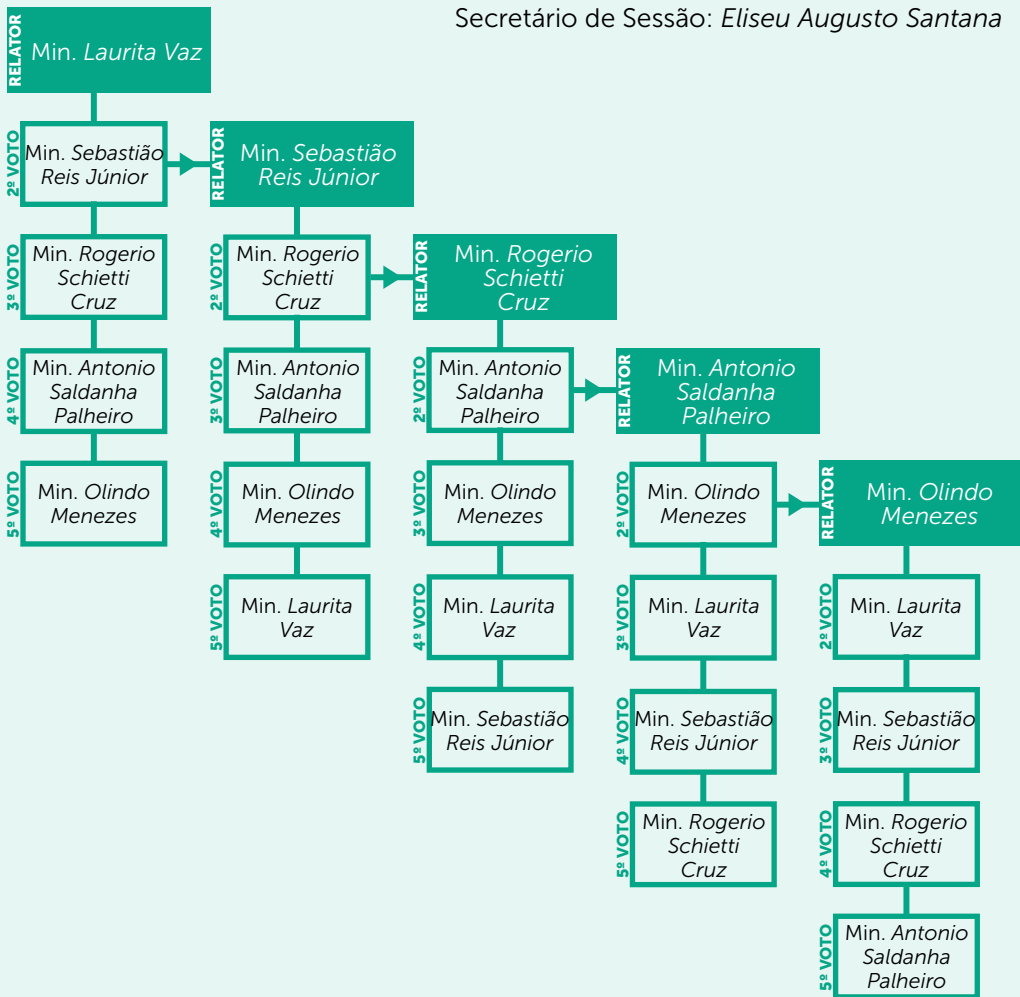 Secretário de Sessão: Eliseu Augusto Santana
RELATOR
Min. Laurita Vaz
2º VOTO
Min. Sebastião
Reis Júnior
3º VOTO
Min. Rogerio
Schietti
Cruz
4º VOTO
Min. Antonio
Saldanha
Palheiro
5º VOTO
Min. Olindo
Menezes
RELATOR
Min. Sebastião
Reis Júnior
2º VOTO
Min. Rogerio
Schietti
Cruz
3º VOTO
Min. Antonio
Saldanha
Palheiro
4º VOTO
Min. Olindo
Menezes
5º VOTO
Min. Laurita
Vaz
RELATOR
Min. Rogerio
Schietti
Cruz
2º VOTO
Min. Antonio
Saldanha
Palheiro
3º VOTO
Min. Olindo
Menezes
4º VOTO
Min. Laurita
Vaz
5º VOTO
Min. Sebastião
Reis Júnior
RELATOR
Min. Antonio
Saldanha
Palheiro
2º VOTO
Min. Olindo
Menezes
3º VOTO
Min. Laurita
Vaz
4º VOTO
Min. Sebastião
Reis Júnior
5º VOTO
Min. Rogerio
Schietti
Cruz
RELATOR
Min. Olindo
Menezes
2º VOTO
Min. Laurita
Vaz
3º VOTO
Min. Sebastião
Reis Júnior
4º VOTO
Min. Rogerio
Schietti
Cruz
5º VOTO
Min. Antonio
Saldanha
Palheiro